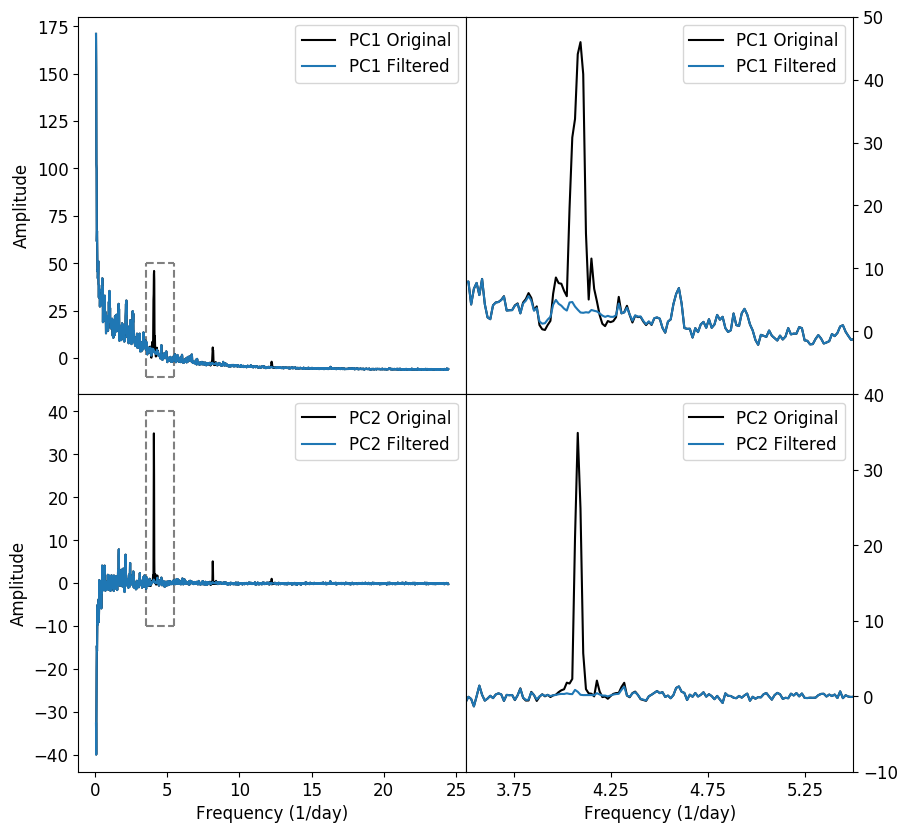 PC1 Original
PC1 Filtered
175
150
125
100
75
50
25
0
Amplitude
PC1 Original
PC1 Filtered
50
40
30
20
10
0
PC2 Original
PC2 Filtered
40
30
20
10
0
−10
−20
−30
−40
Amplitude
0 5 10 15 20 25
Frequency (1/day)
PC2 Original
PC2 Filtered
40
30
20
10
0
−10
3.75 4.25 4.75 5.25
Frequency (1/day)